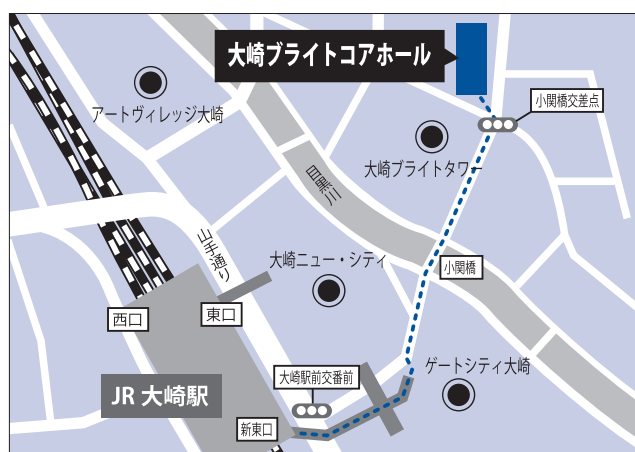 大崎ブライトコアホール
アートヴィレッジ大崎
小関橋交差点
大崎ブライトタワー
目黒川
山手通り
大崎ニュー・シティ
小関橋
東口
西口
大崎駅前交番前
ゲートシティ大崎
JR 大崎駅
新東口